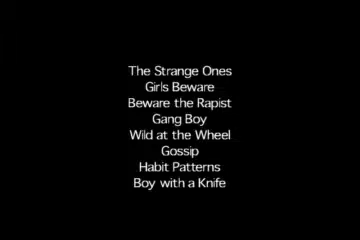 The Strange Ones
Girls Beware
Beware the Rapist
Gang Boy
Wild at the Wheel
Gossip
Habit Patterns
Boy with a Knife